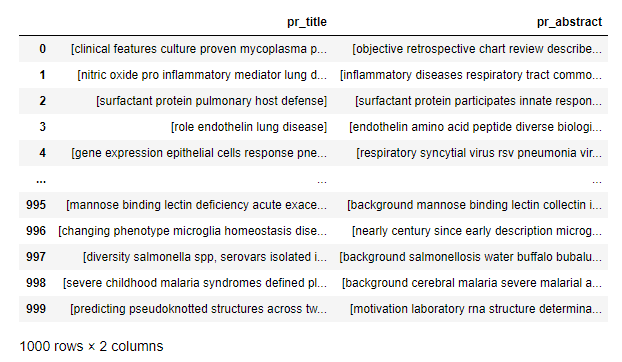 pr_title pr_abstract
0 [clinical features culture proven mycoplasma p... [objective retrospective chart review describe...
1 [nitric oxide pro inflammatory mediator lung d... [inflammatory diseases respiratory tract commo...
2 [surfactant protein pulmonary host defense] [surfactant protein participates innate respon...
3 [role endothelin lung disease] [endothelin amino acid peptide diverse biologi...
4 [gene expression epithelial cells response pne... [respiratory syncytial virus rsv pneumonia vir...
... ... ...
995 [mannose binding lectin deficiency acute exace... [background mannose binding lectin collectin i...
996 [changing phenotype microglia homeostasis dise... [nearly century since early description microg...
997 [diversity salmonella spp, serovars isolated i... [background salmonellosis water buffalo bubalu...
998 [severe childhood malaria syndromes defined pl... [background cerebral malaria severe malarial a...
999 [predicting pseudoknotted structures across tw... [motivation laboratory rna structure determina...
1000 rows × 2 columns